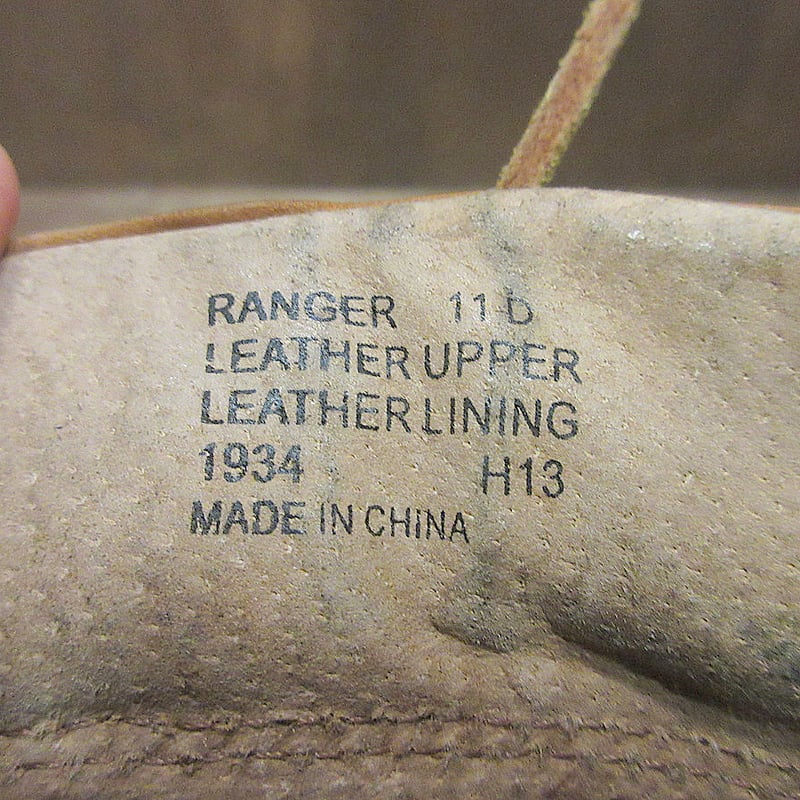 RANGER 11 D
LEATHER UPPER
LEATHER LINING
1934 H13
MADE IN CHINA